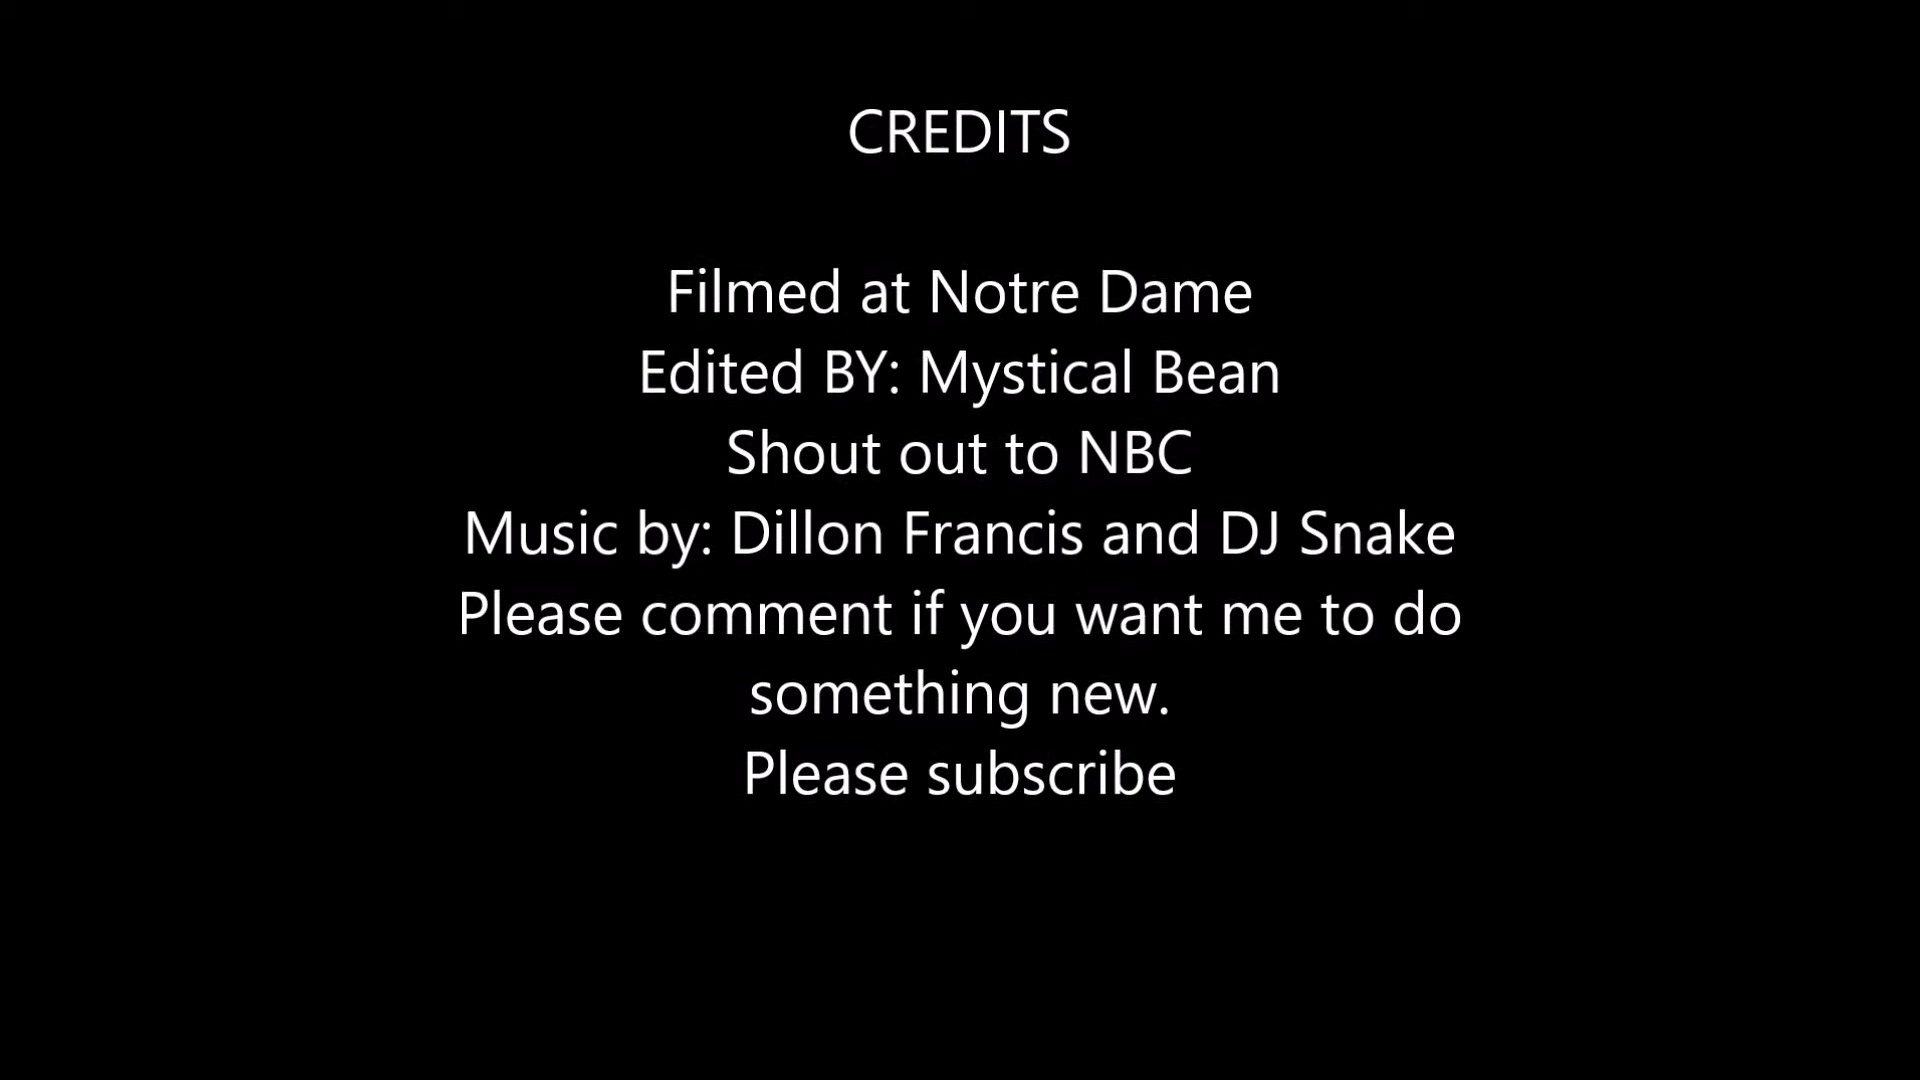 CREDITS
Filmed at Notre Dame
Edited BY: Mystical Bean
Shout out to NBC
Music by: Dillon Francis and DJ Snake
Please comment if you want me to do
something new.
Please subscribe